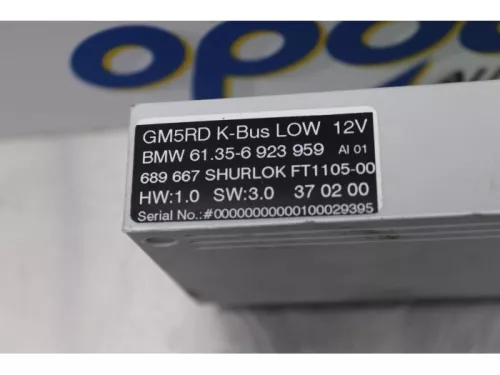 opo
GM5RD K-Bus LOW 12V
BMW 61.35-6 923 959 AI 01
689 667 SHURLOK FT1105-00
HW:1.0 SW:3.0 37 02 00
Serial No.:#00000000000100029395